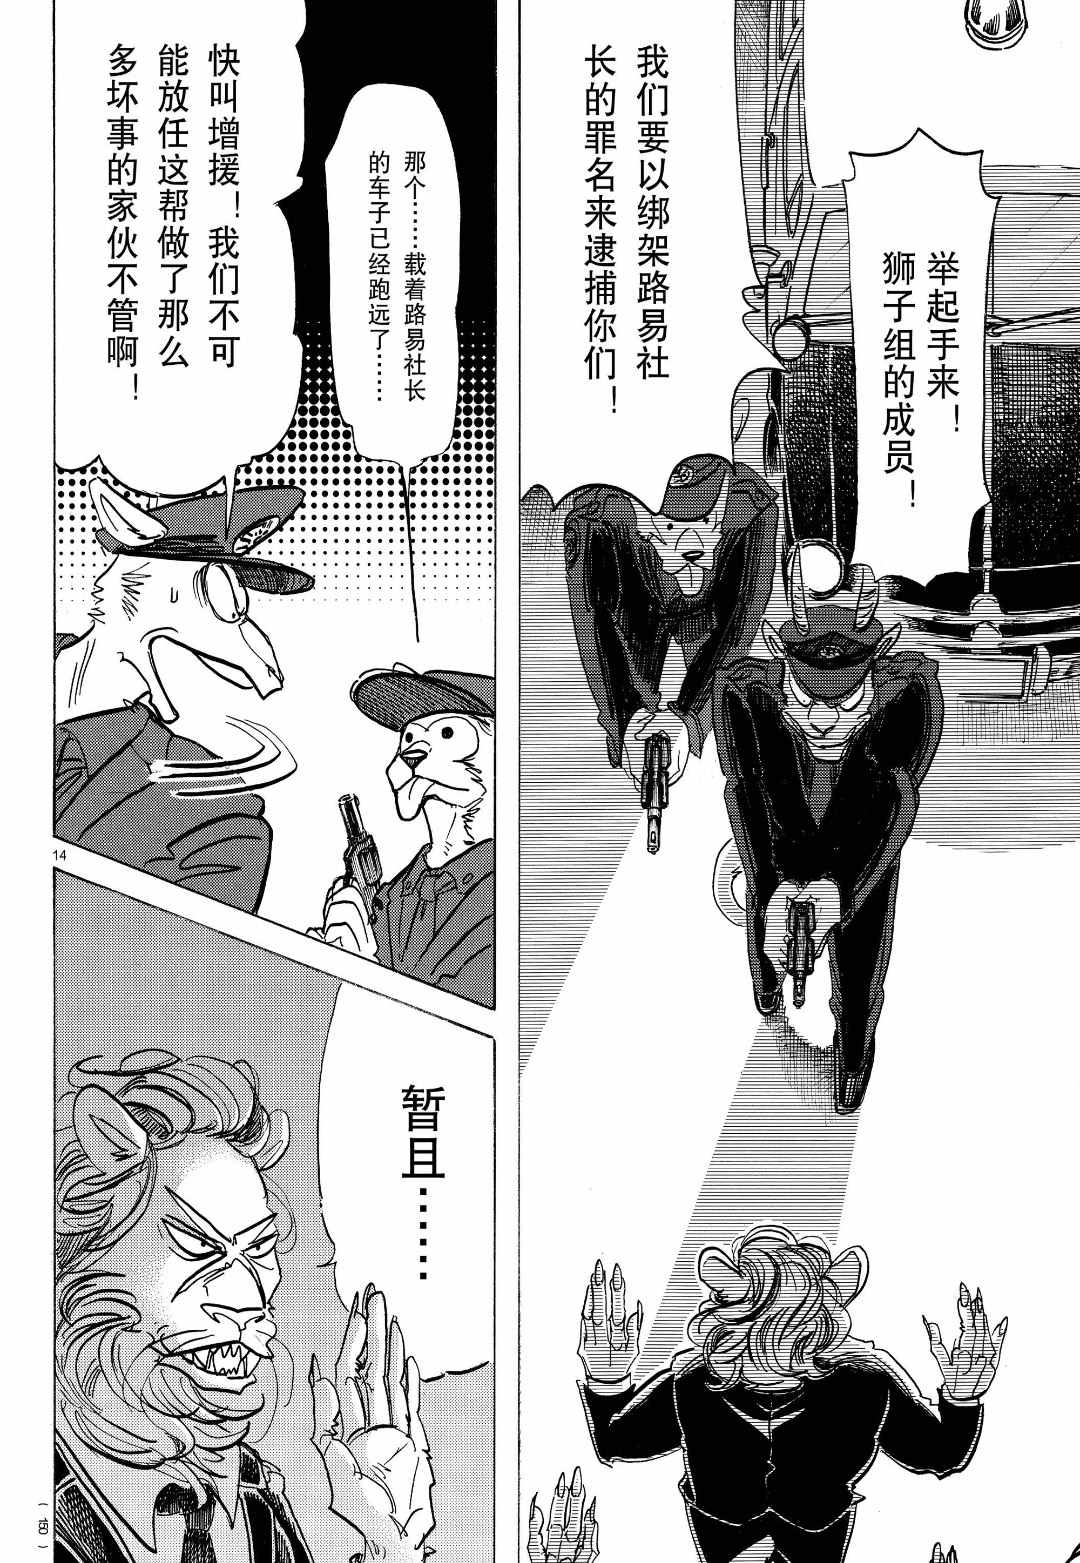 举起手来！
狮子组的成员！
我们要以绑架路易社
长的罪名来逮捕你们！
那个……载着路易社长
的车子已经跑远了……
快叫增援！我们不可
能放任这帮做了那么
多坏事的家伙不管啊！
14
暂且……
(150)